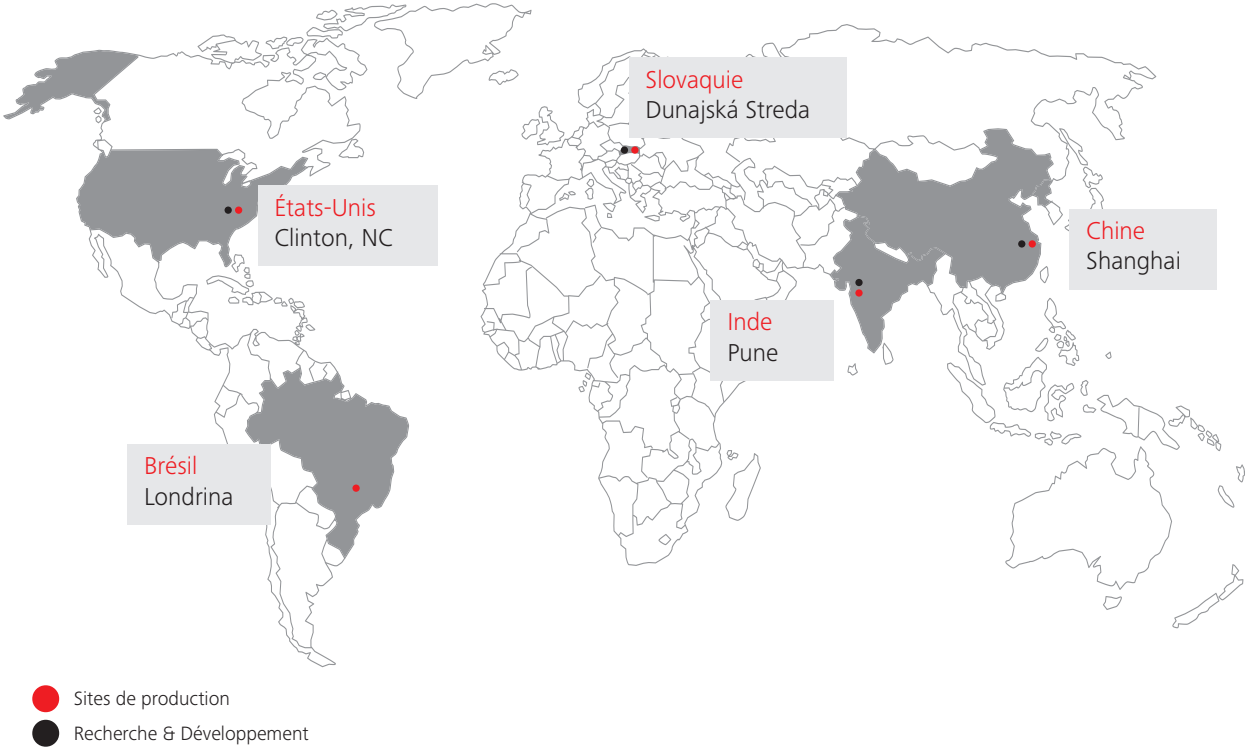 Slovaquie
Dunajská Streda
États-Unis
Clinton, NC
Chine
Shanghai
Inde
Pune
Brésil
Londrina
Sites de production
Recherche & Développement